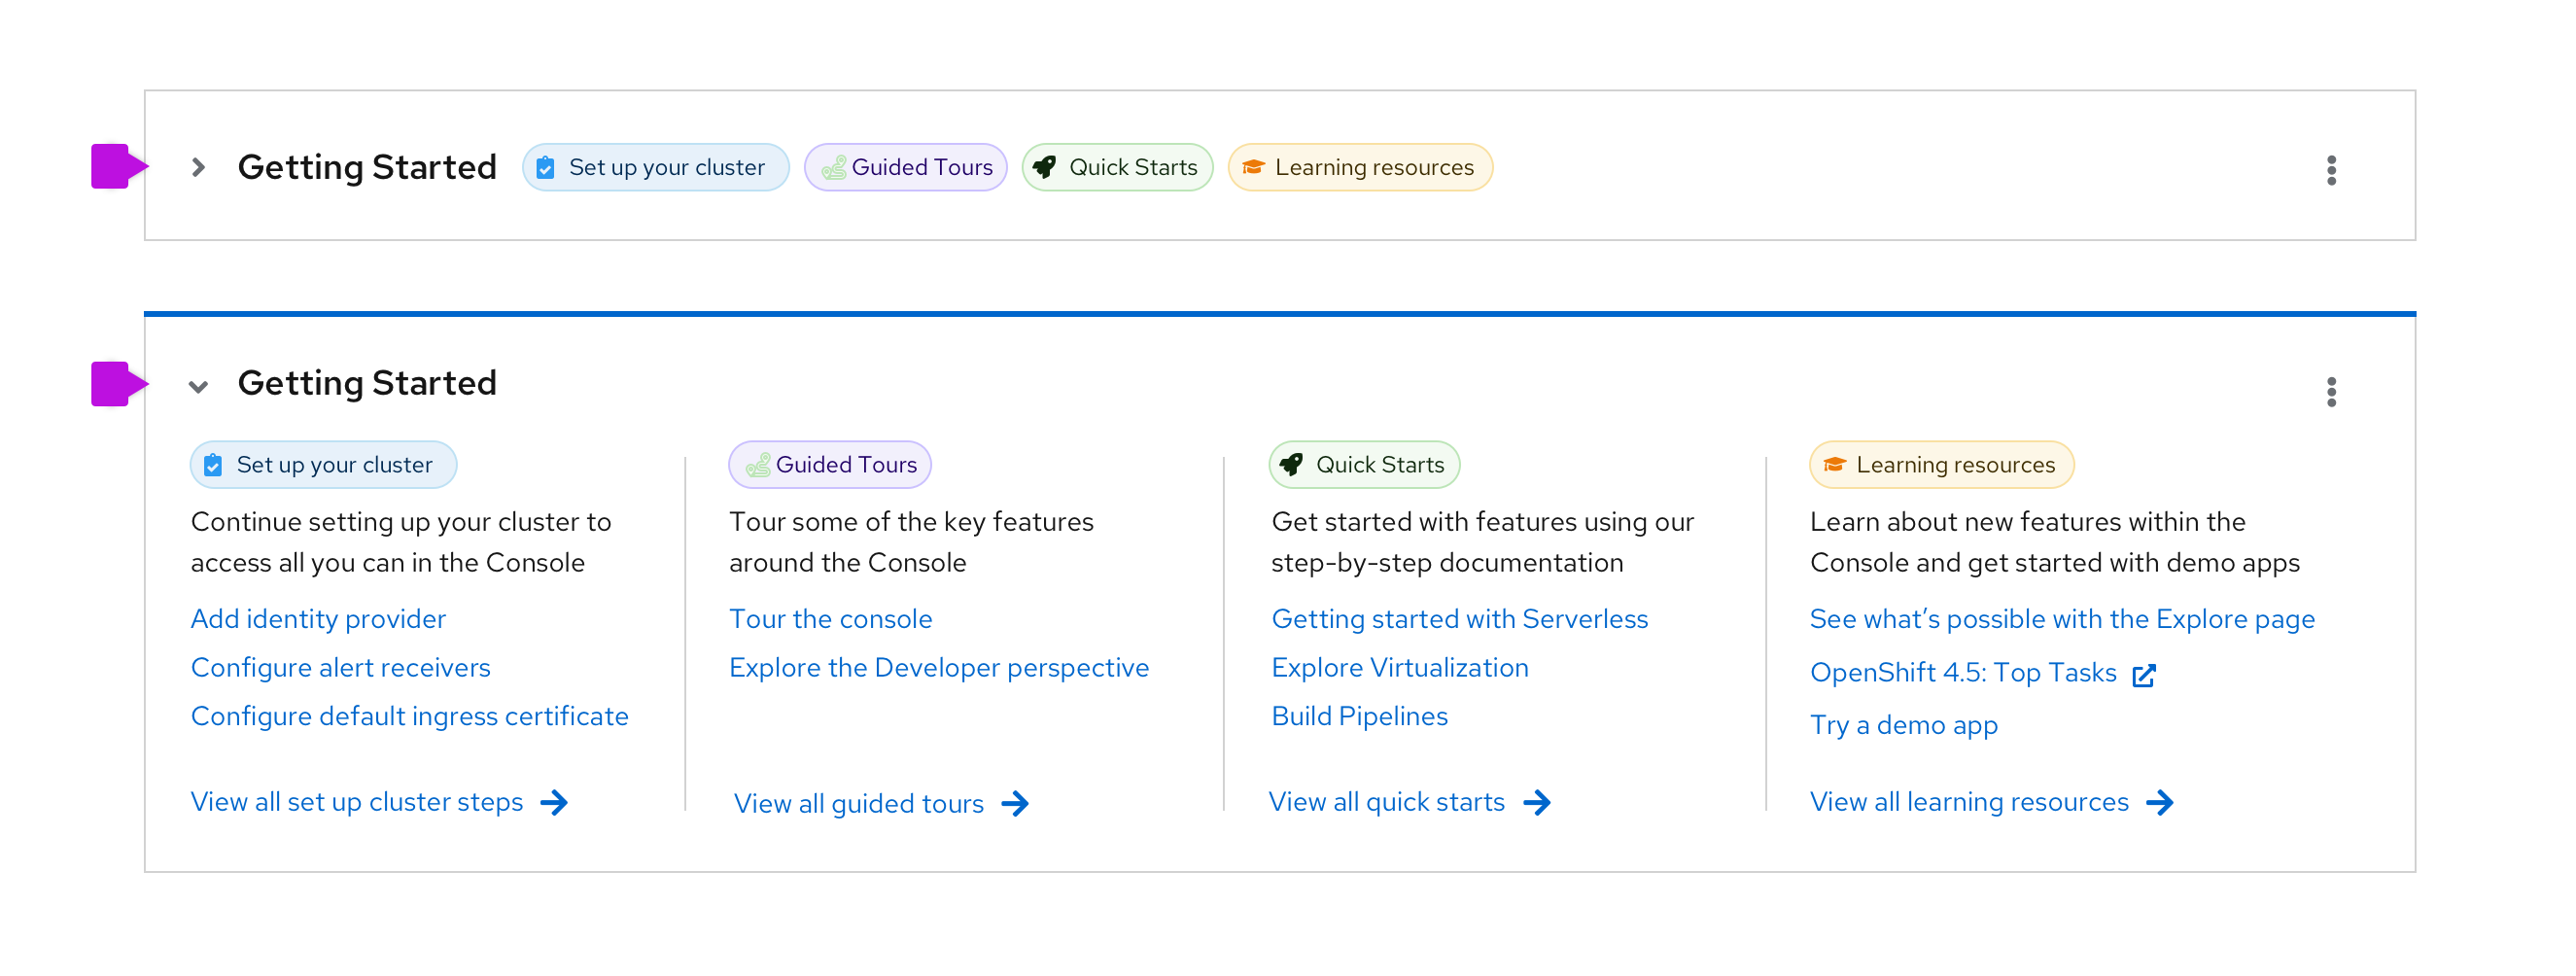 Getting Started
Set up your cluster
Guided Tours
Quick Starts
Learning resources
Getting Started
Set up your cluster
Continue setting up your cluster to
access all you can in the Console
Add identity provider
Configure alert receivers
Configure default ingress certificate
View all set up cluster steps
Guided Tours
Tour some of the key features
around the Console
Tour the console
Explore the Developer perspective
View all guided tours
Quick Starts
Get started with features using our
step-by-step documentation
Getting started with Serverless
Explore Virtualization
Build Pipelines
View all quick starts
Learning resources
Learn about new features within the
Console and get started with demo apps
See what’s possible with the Explore page
OpenShift 4.5: Top Tasks
Try a demo app
View all learning resources